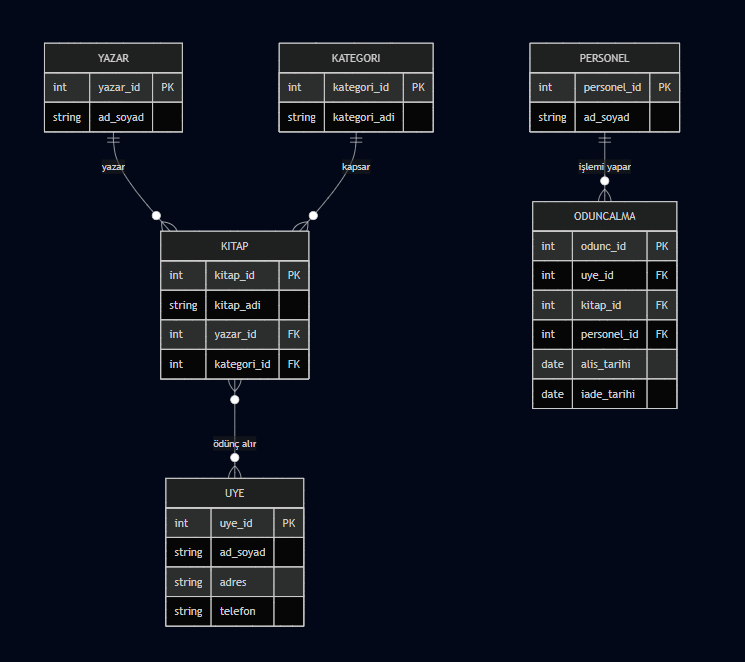 YAZAR
int yazar_id PK
string ad_soyad
KATEGORI
int kategori_id PK
string kategori_adi
PERSONEL
int personel_id PK
string ad_soyad
yazar
kapsar
işlemi yapar
KITAP
int kitap_id PK
string kitap_adi
int yazar_id FK
int kategori_id FK
ODUNCALMA
int odunc_id PK
int uye_id FK
int kitap_id FK
int personel_id FK
date alis_tarihi
date iade_tarihi
ödünç alır
UYE
int uye_id PK
string ad_soyad
string adres
string telefon